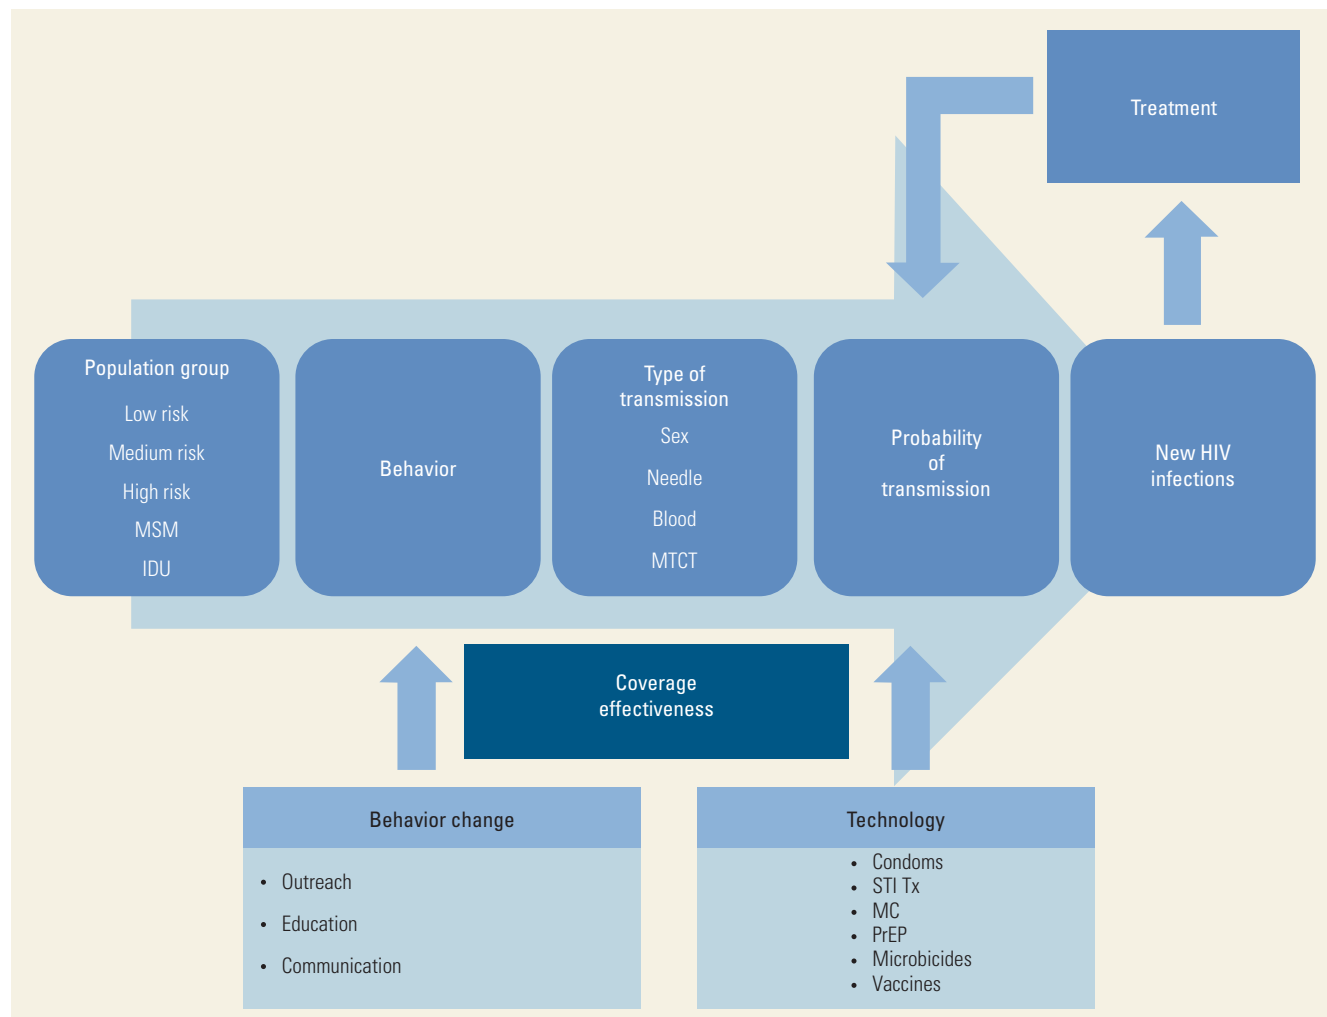 Treatment
Population group
Low risk
Medium risk
High risk
MSM
IDU
Behavior
Type of
transmission
Sex
Needle
Blood
MTCT
Probability
of
transmission
New HIV
infections
Coverage
effectiveness
Behavior change
• Outreach
• Education
• Communication
Technology
• Condoms
• STI Tx
• MC
• PrEP
• Microbicides
• Vaccines